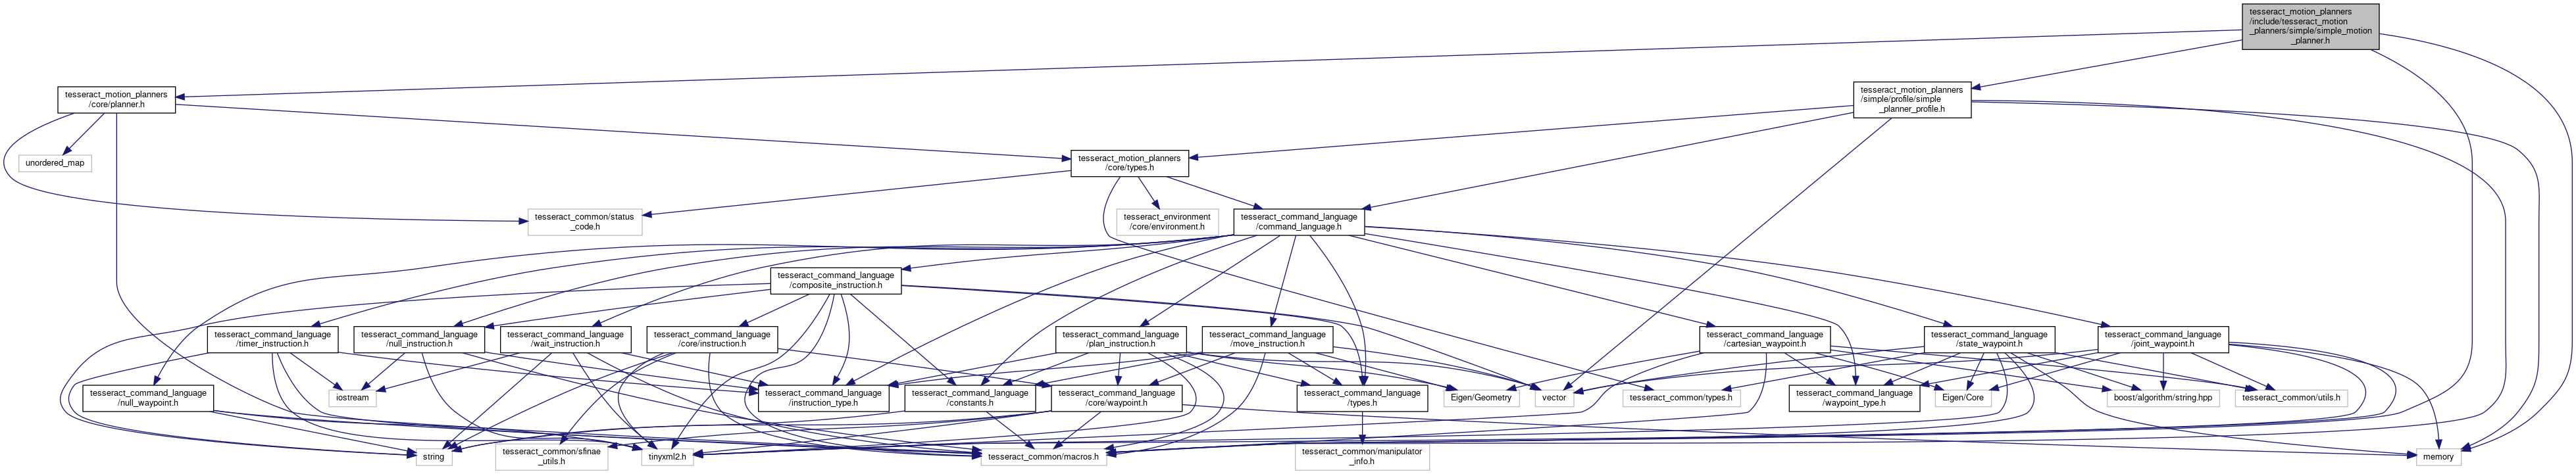 tesseract_motion_planners
/include/tesseract_motion
_planners/simple/simple_motion
_planner.h
tesseract_motion_planners
/core/planner.h
tesseract_motion_planners
/simple/profile/simple
_planner_profile.h
unordered_map
tesseract_motion_planners
/core/types.h
tesseract_common/status
_code.h
tesseract_environment
/core/environment.h
tesseract_command_language
/command_language.h
tesseract_command_language
/composite_instruction.h
tesseract_command_language
/timer_instruction.h
tesseract_command_language
/null_instruction.h
tesseract_command_language
/wait_instruction.h
tesseract_command_language
/core/instruction.h
tesseract_command_language
/plan_instruction.h
tesseract_command_language
/move_instruction.h
tesseract_command_language
/cartesian_waypoint.h
tesseract_command_language
/state_waypoint.h
tesseract_command_language
/joint_waypoint.h
tesseract_command_language
/null_waypoint.h
iostream
tesseract_command_language
/instruction_type.h
tesseract_command_language
/constants.h
tesseract_command_language
/core/waypoint.h
tesseract_command_language
/types.h
Eigen/Geometry
vector
tesseract_common/types.h
tesseract_command_language
/waypoint_type.h
Eigen/Core
boost/algorithm/string.hpp
tesseract_common/utils.h
string
tesseract_common/sfinae
_utils.h
tinyxml2.h
tesseract_common/macros.h
tesseract_common/manipulator
_info.h
memory